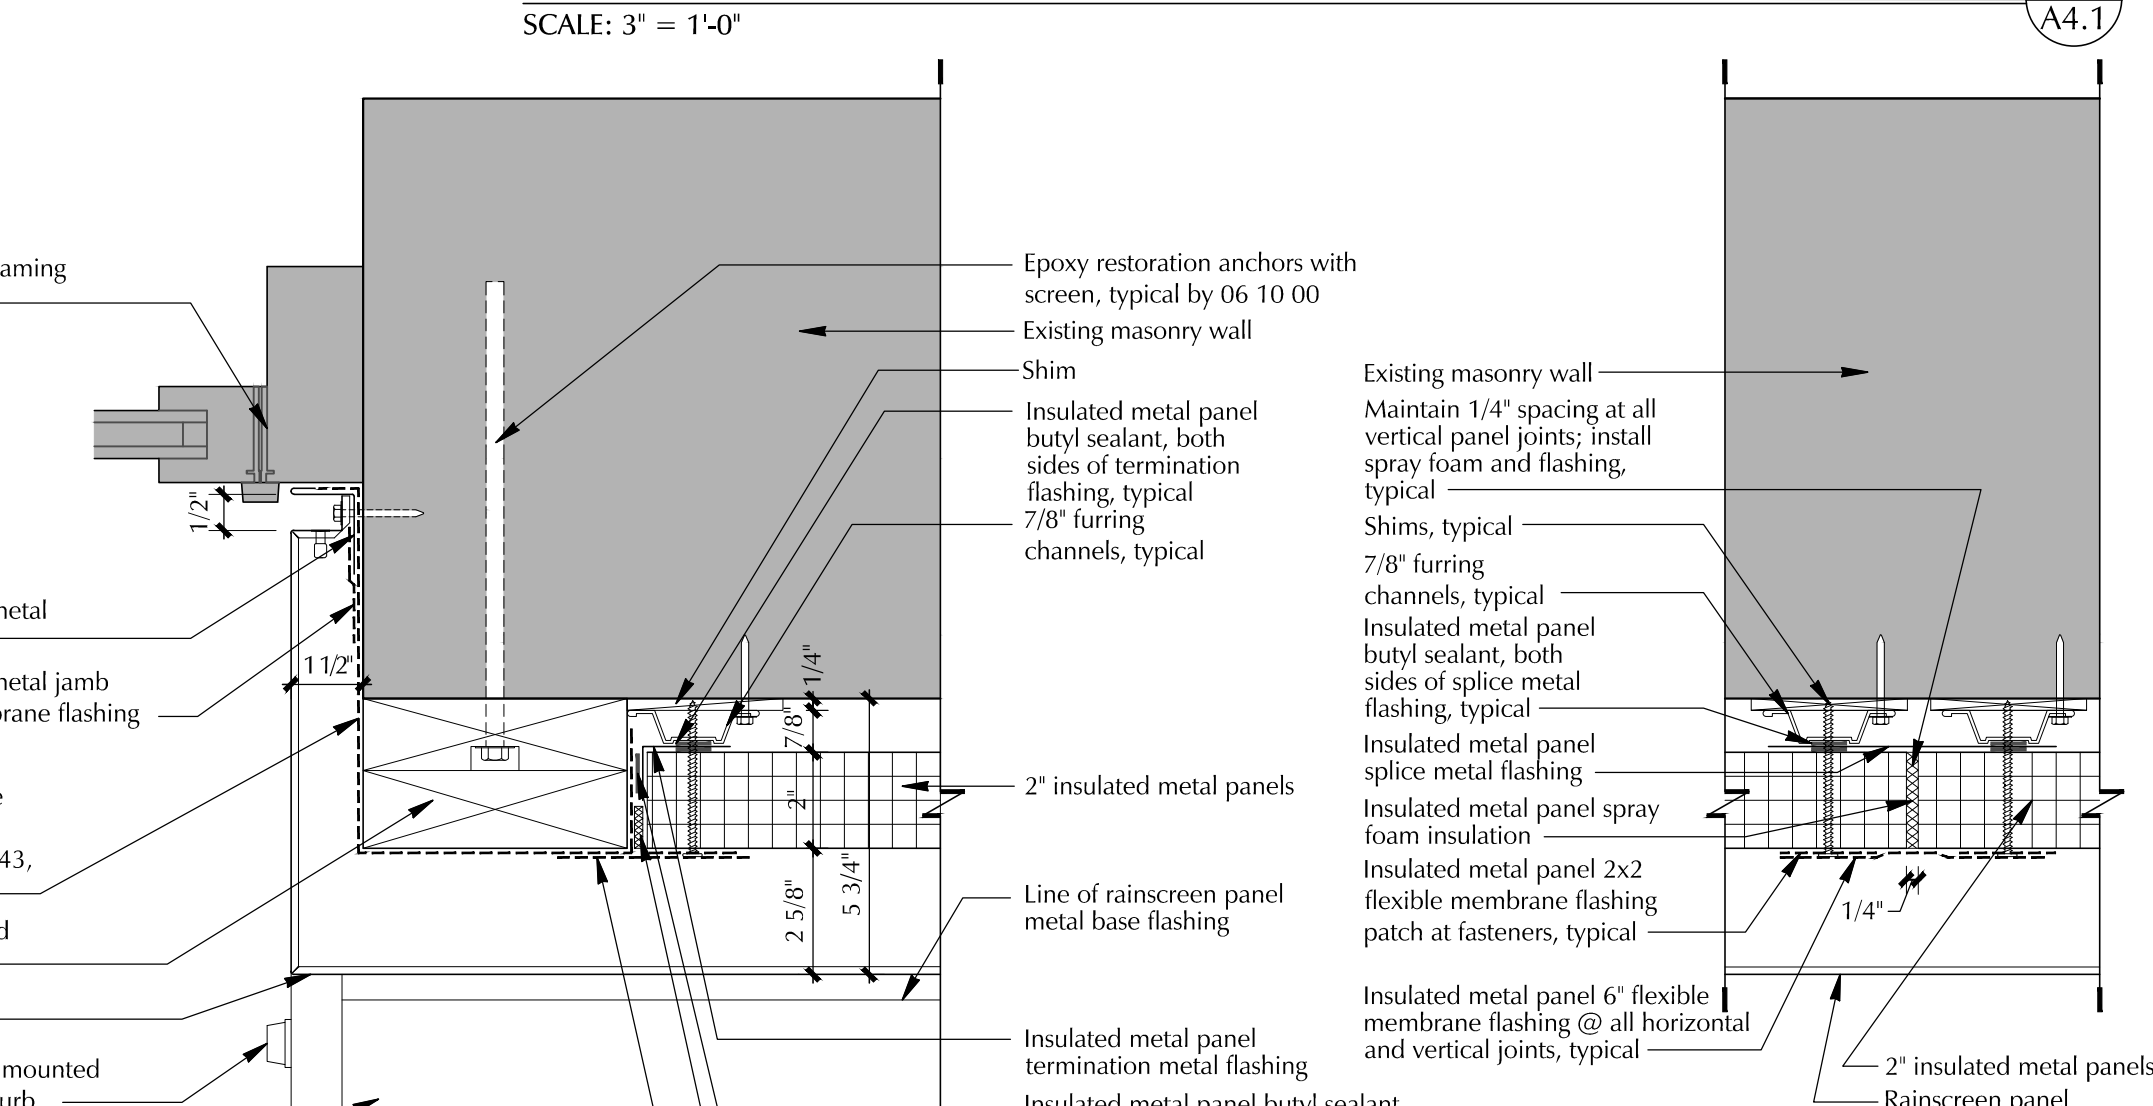 SCALE: 3" = 1'-0"
A4.1
aming
1/2"
netal
1 1/2"
netal jamb
brane flashing
e
43,
d
mounted
urb
Epoxy restoration anchors with
screen, typical by 06 10 00
Existing masonry wall
Shim
Insulated metal panel
butyl sealant, both
sides of termination
flashing, typical
7/8" furring
channels, typical
1/4"
7/8"
2"
2 5/8"
5 3/4"
2" insulated metal panels
Line of rainscreen panel
metal base flashing
Insulated metal panel
termination metal flashing
Insulated metal panel butyl sealant
Existing masonry wall
Maintain 1/4" spacing at all
vertical panel joints; install
spray foam and flashing,
typical
Shims, typical
7/8" furring
channels, typical
Insulated metal panel
butyl sealant, both
sides of splice metal
flashing, typical
Insulated metal panel
splice metal flashing
Insulated metal panel spray
foam insulation
Insulated metal panel 2x2
flexible membrane flashing
patch at fasteners, typical
1/4"
Insulated metal panel 6" flexible
membrane flashing @ all horizontal
and vertical joints, typical
2" insulated metal panels
Rainscreen panel